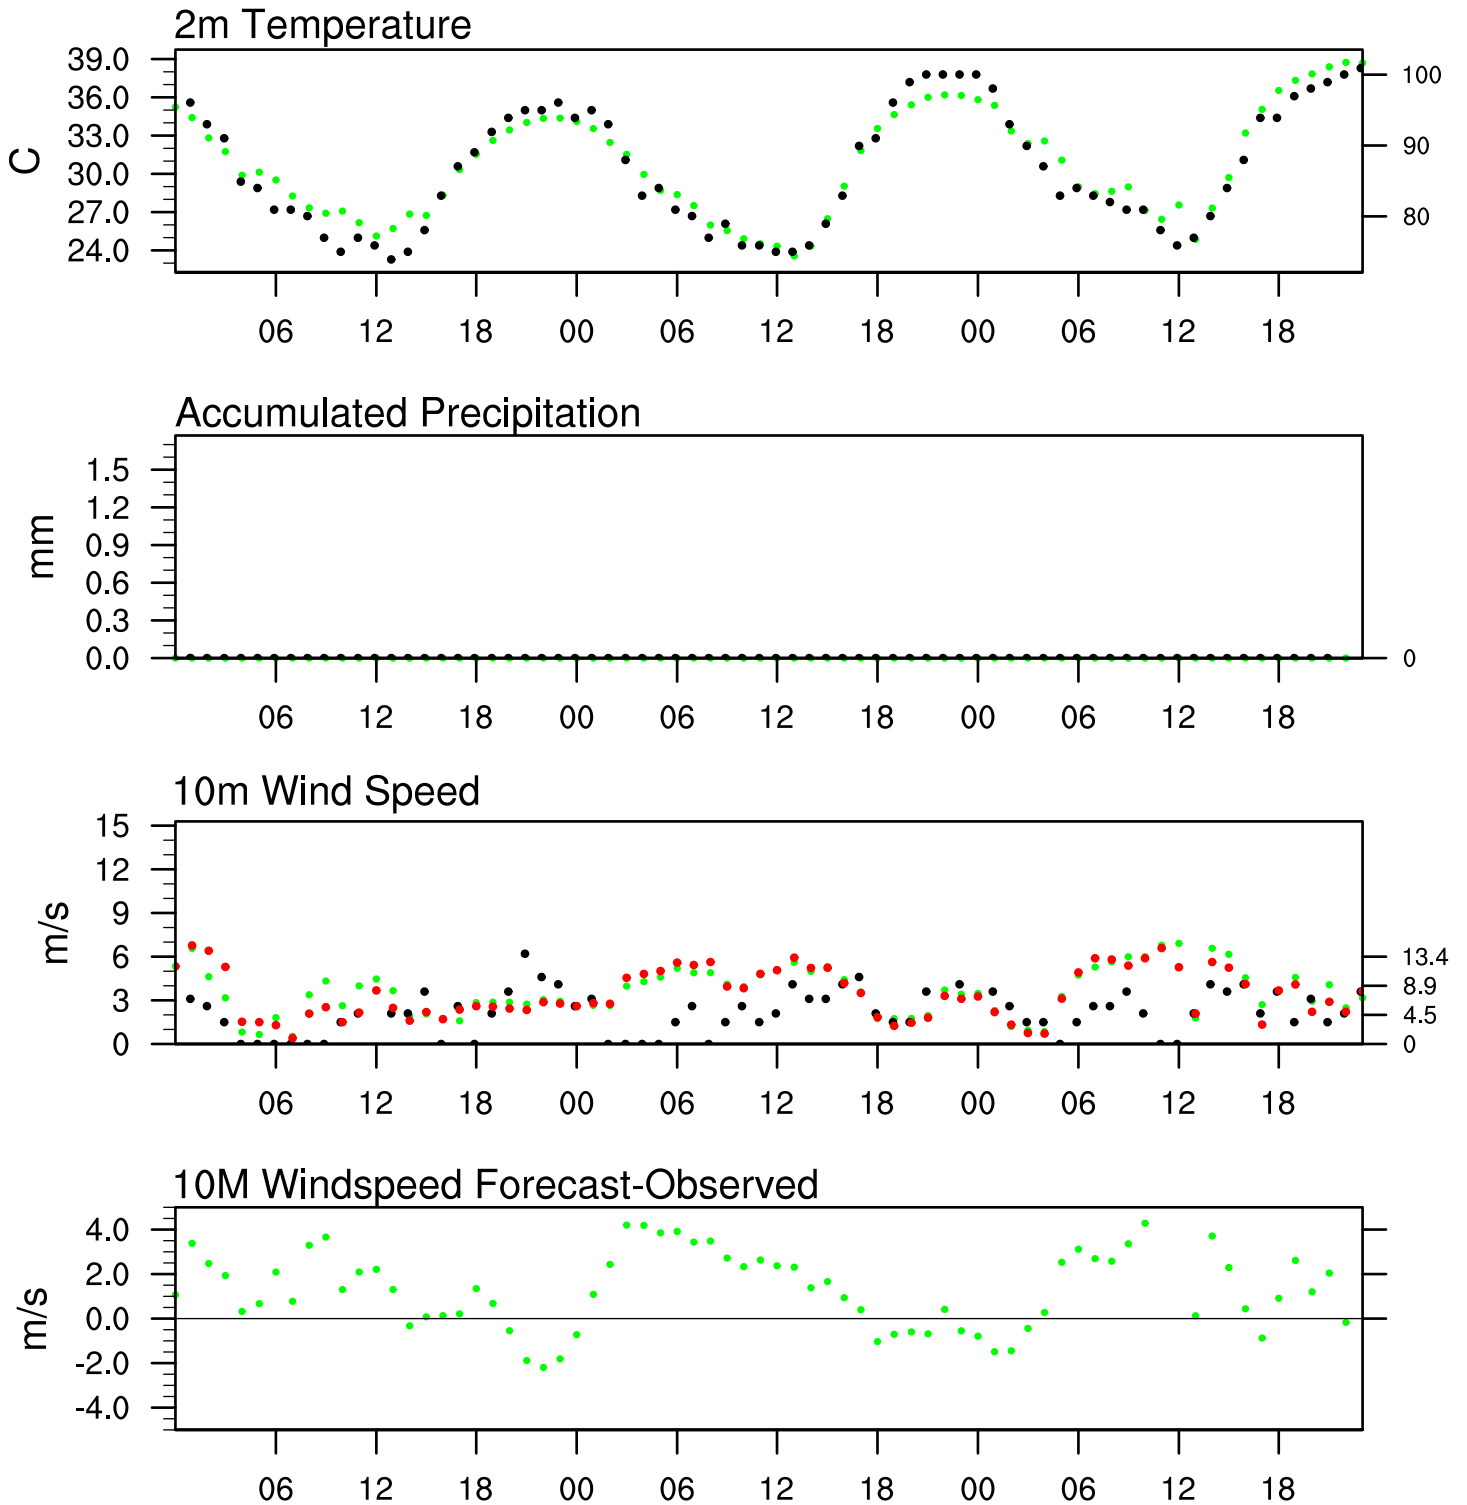 2m Temperature
39.0
36.0
33.0
30.0
27.0
24.0
C
100
90
80
06 12 18 00 06 12 18 00 06 12 18
Accumulated Precipitation
1.5
1.2
0.9
0.6
0.3
0.0
mm
0
06 12 18 00 06 12 18 00 06 12 18
10m Wind Speed
15
12
9
6
3
0
m/s
13.4
8.9
4.5
0
06 12 18 00 06 12 18 00 06 12 18
10M Windspeed Forecast-Observed
4.0
2.0
0.0
-2.0
-4.0
m/s
06 12 18 00 06 12 18 00 06 12 18